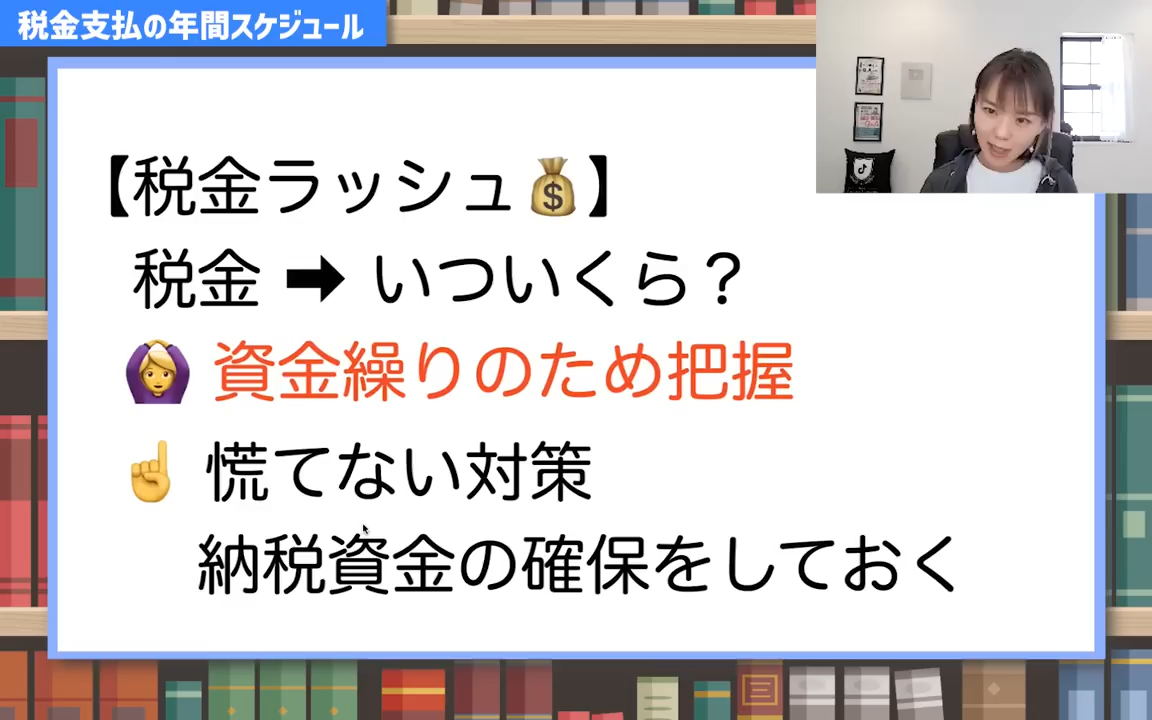 税金支払の年間スケジュール
【税金ラッシュ💰】
税金 ➡ いついくら？
🙆‍♀️ 資金繰りのため把握
☝️ 慌てない対策
納税資金の確保をしておく